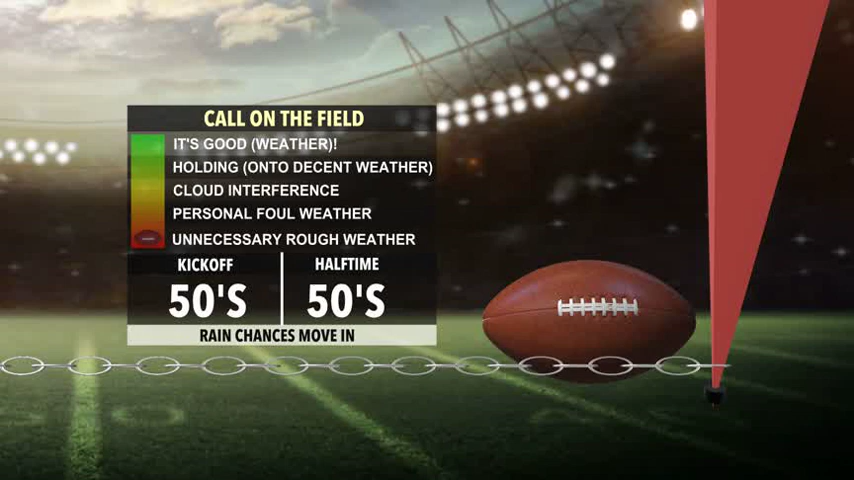 CALL ON THE FIELD
IT'S GOOD (WEATHER)!
HOLDING (ONTO DECENT WEATHER)
CLOUD INTERFERENCE
PERSONAL FOUL WEATHER
UNNECESSARY ROUGH WEATHER
KICKOFF HALFTIME
50'S 50'S
RAIN CHANCES MOVE IN